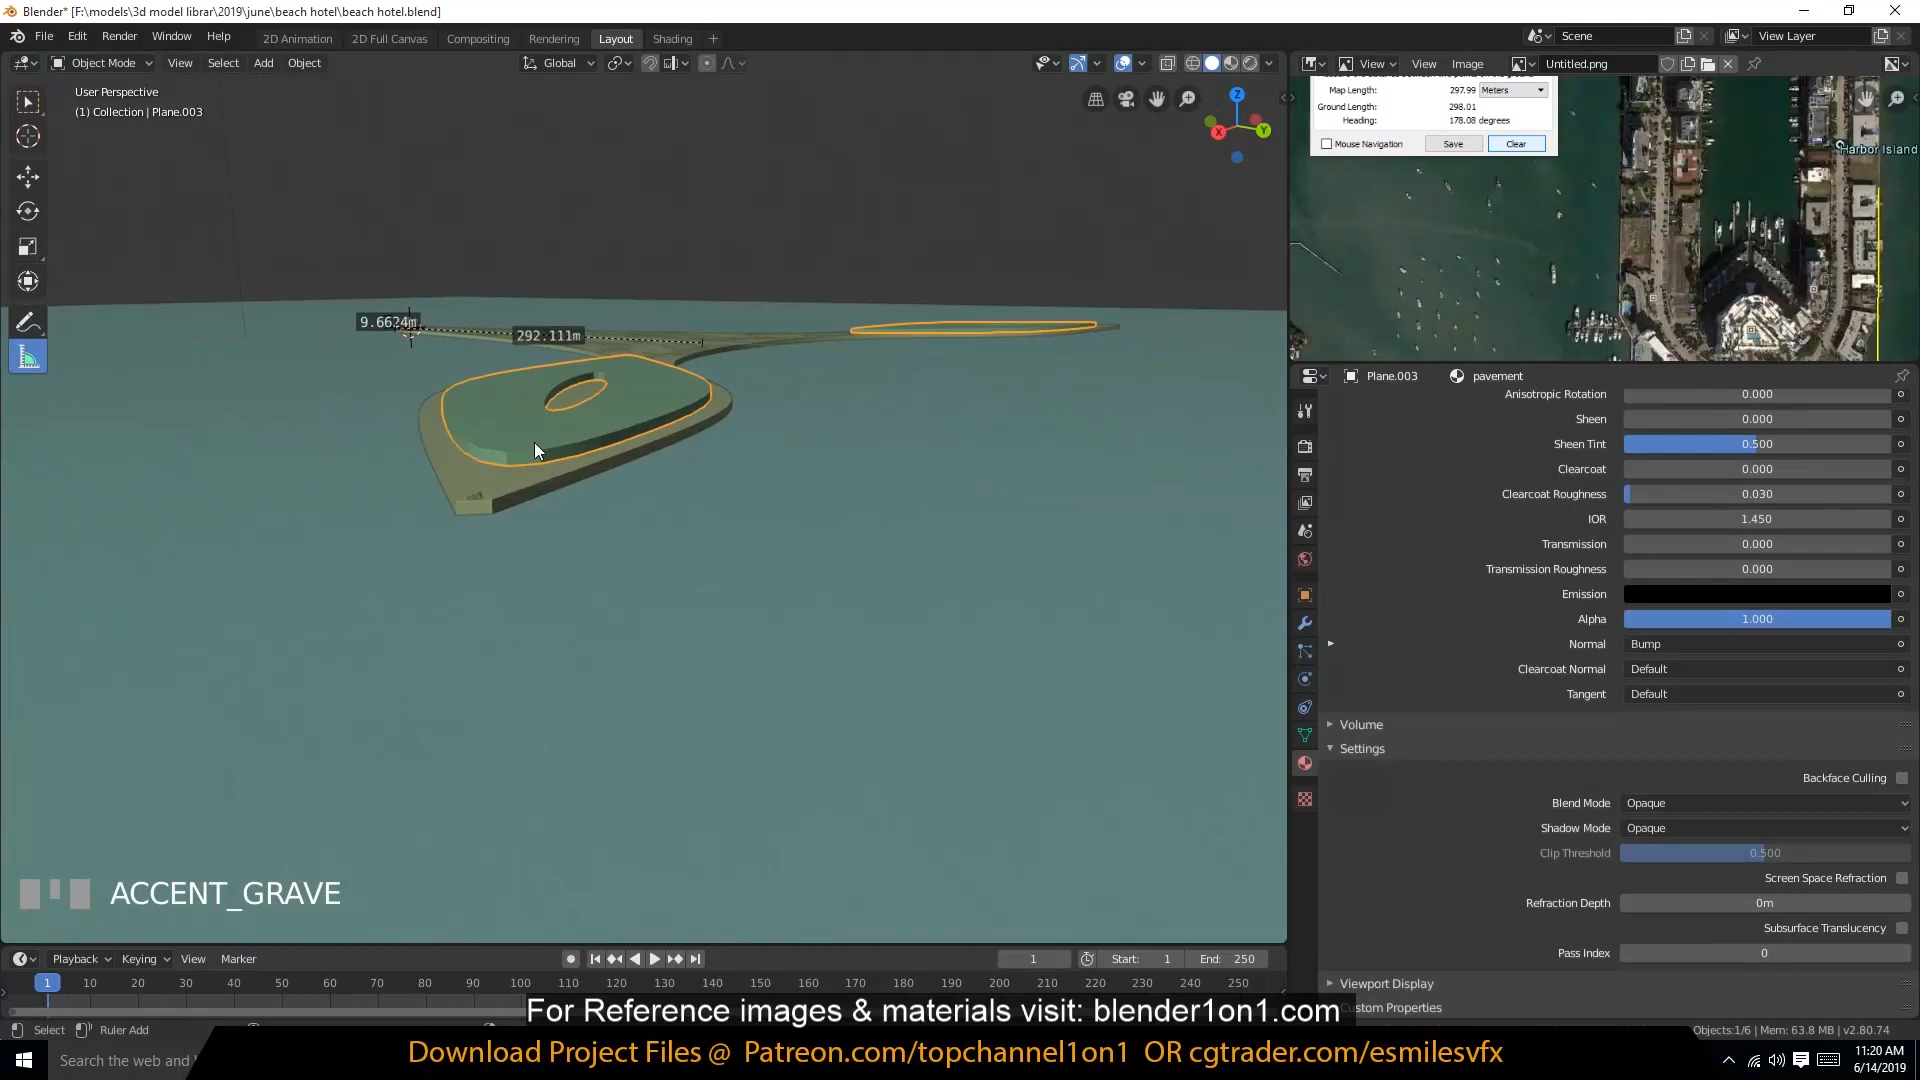 Blender* [F:\models\3d model librar\2019\june\beach hotel\beach hotel.blend]
File Edit Render Window Help 2D Animation 2D Full Canvas Compositing Rendering Layout Shading Scene View Layer
Object Mode View Select Add Object Global View View Image Untitled.png
User Perspective
(1) Collection | Plane.003
Z
X
Y
Map Length: 297.99 Meters
Ground Length: 298.01
Heading: 178.08 degrees
Mouse Navigation Save Clear
Harbor Island
9.6624m
292.111m
Plane.003 pavement
Anisotropic Rotation 0.000
Sheen 0.000
Sheen Tint 0.500
Clearcoat 0.000
Clearcoat Roughness 0.030
IOR 1.450
Transmission 0.000
Transmission Roughness 0.000
Emission
Alpha 1.000
Normal Bump
Clearcoat Normal Default
Tangent Default
Volume
Settings
Backface Culling
Blend Mode Opaque
Shadow Mode Opaque
Clip Threshold 0.500
Screen Space Refraction
Refraction Depth 0m
Subsurface Translucency
Pass Index 0
Viewport Display
Custom Properties
ACCENT_GRAVE
Playback Keying View Marker 1 Start: 1 End: 250
1 10 20 30 40 50 60 70 80 90 100 110 120 130 140 150 160 170 180 190 200 210 220 230 240 250
For Reference images & materials visit: blender1on1.com
Select Ruler Add
Objects:1/6 | Mem: 63.8 MB | v2.80.74
Search the web and
Download Project Files @ Patreon.com/topchannel1on1 OR cgtrader.com/esmilesvfx
11:20 AM
6/14/2019